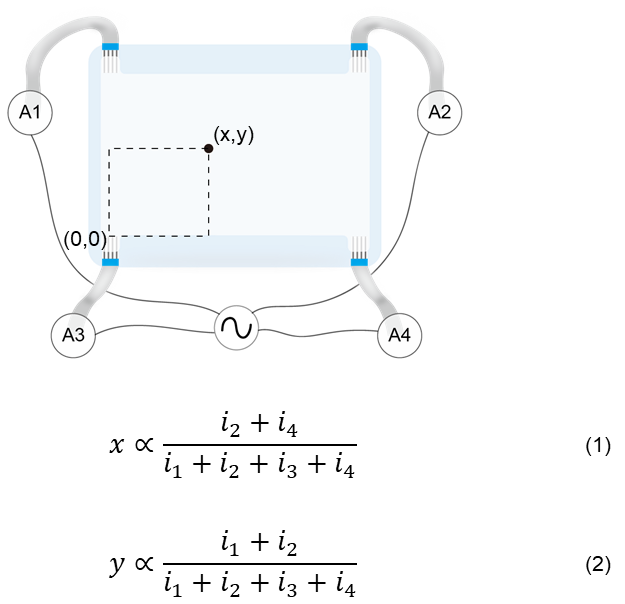 A1
A2
(x,y)
(0,0)
A3
A4
x ∝ (i₂ + i₄) / (i₁ + i₂ + i₃ + i₄) (1)
y ∝ (i₁ + i₂) / (i₁ + i₂ + i₃ + i₄) (2)